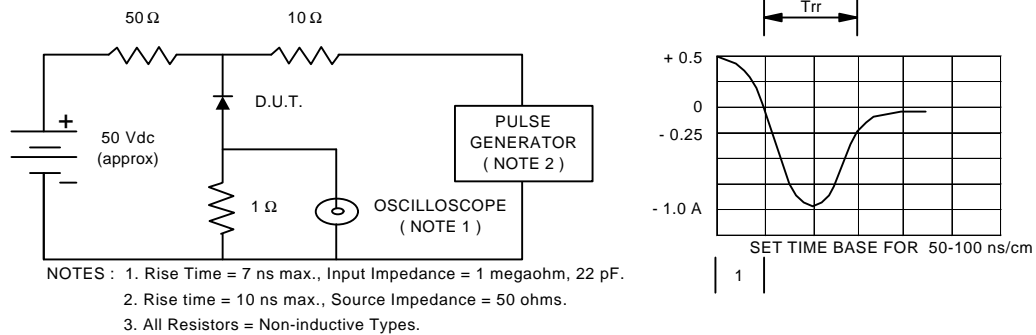 50 Ω
10 Ω
Trr
+ 0.5
D.U.T.
0
+
50 Vdc
(approx)
PULSE
GENERATOR
( NOTE 2 )
- 0.25
−
1 Ω
OSCILLOSCOPE
( NOTE 1 )
- 1.0 A
SET TIME BASE FOR 50-100 ns/cm
1
NOTES : 1. Rise Time = 7 ns max., Input Impedance = 1 megaohm, 22 pF.
2. Rise time = 10 ns max., Source Impedance = 50 ohms.
3. All Resistors = Non-inductive Types.